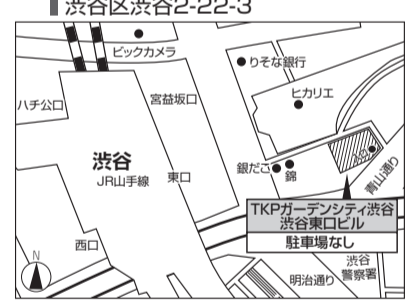 渋谷区渋谷2-22-3
ビックカメラ
りそな銀行
ハチ公口
宮益坂口
ヒカリエ
渋谷
JR山手線
東口
銀だこ
錦
青山通り
TKPガーデンシティ渋谷
渋谷東口ビル
駐車場なし
西口
N
明治通り
渋谷
警察署